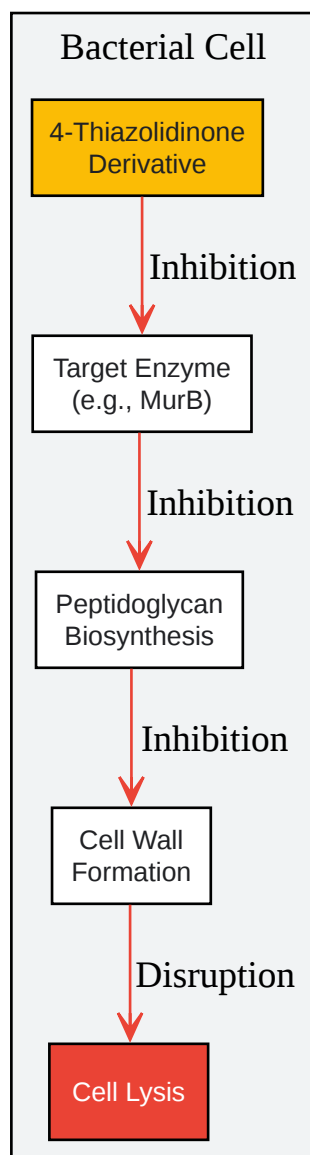 Bacterial Cell
4-Thiazolidinone
Derivative
Inhibition
Target Enzyme
(e.g., MurB)
Inhibition
Peptidoglycan
Biosynthesis
Inhibition
Cell Wall
Formation
Disruption
Cell Lysis